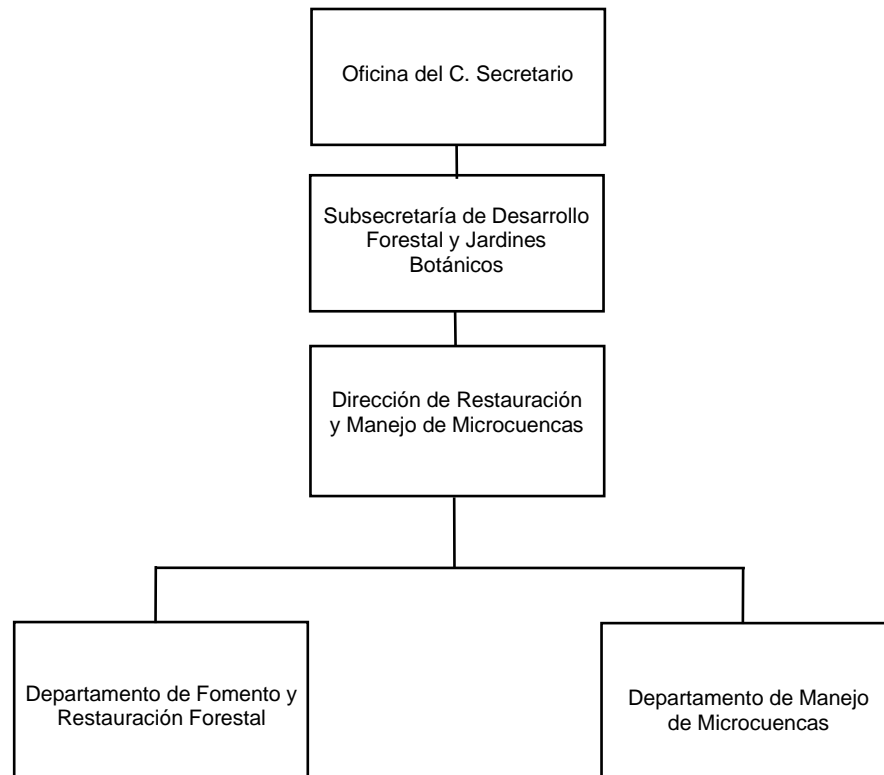 Oficina del C. Secretario
Subsecretaría de Desarrollo
Forestal y Jardines
Botánicos
Dirección de Restauración
y Manejo de Microcuencas
Departamento de Fomento y
Restauración Forestal
Departamento de Manejo
de Microcuencas